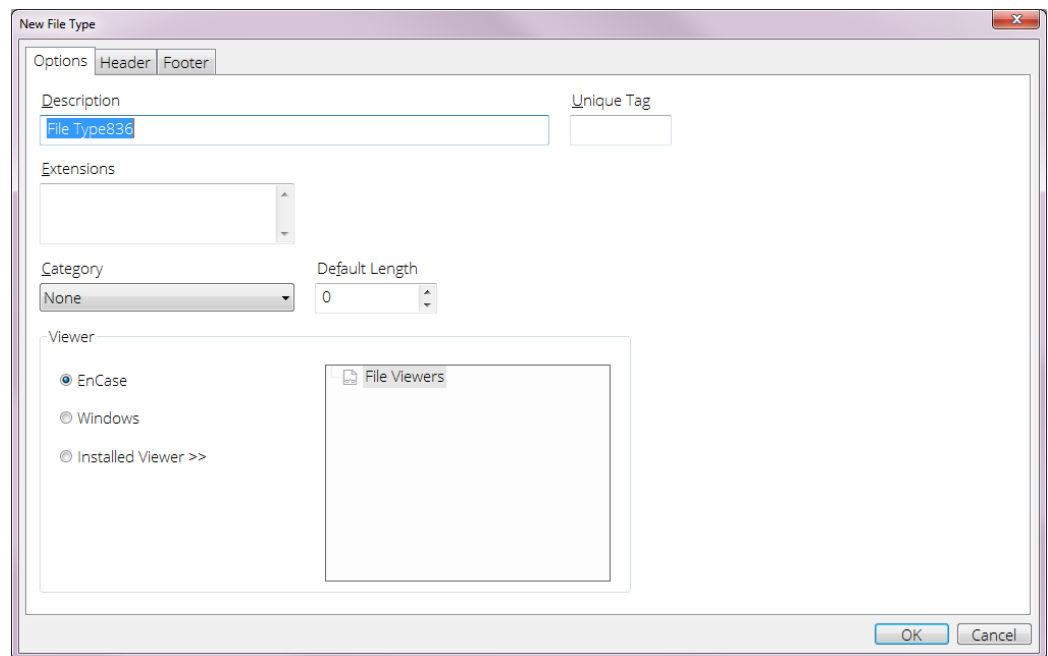 New File Type
Options Header Footer
Description Unique Tag
File Type836
Extensions
Category Default Length
None 0
Viewer
EnCase File Viewers
Windows
Installed Viewer >>
OK Cancel